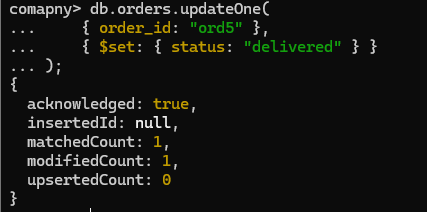 comapny> db.orders.updateOne(
...     { order_id: "ord5" },
...     { $set: { status: "delivered" } }
... );
{
  acknowledged: true,
  insertedId: null,
  matchedCount: 1,
  modifiedCount: 1,
  upsertedCount: 0
}